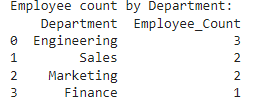 Employee count by Department:
Department Employee_Count
0 Engineering 3
1 Sales 2
2 Marketing 2
3 Finance 1